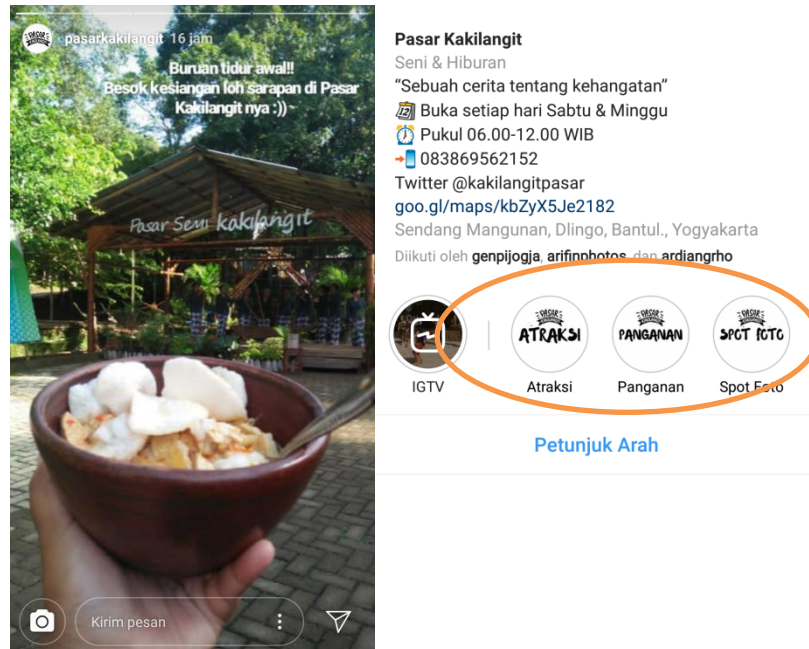 pasarkakilangit 16 jam
Buruan tidur awal!!
Besok kesiangan loh sarapan di Pasar
Kakilangit nya :))
Pasar Seni kakilangit
Kirim pesan
Pasar Kakilangit
Seni & Hiburan
“Sebuah cerita tentang kehangatan”
Buka setiap hari Sabtu & Minggu
Pukul 06.00-12.00 WIB
083869562152
Twitter @kakilangitpasar
goo.gl/maps/kbZyX5Je2182
Sendang Mangunan, Dlingo, Bantul., Yogyakarta
Diikuti oleh genpijogja, arifinphotos, dan ardiangrho
PASAR ATRAKSI
PASAR PANGANAN
PASAR SPOT FOTO
IGTV Atraksi Panganan Spot Foto
Petunjuk Arah